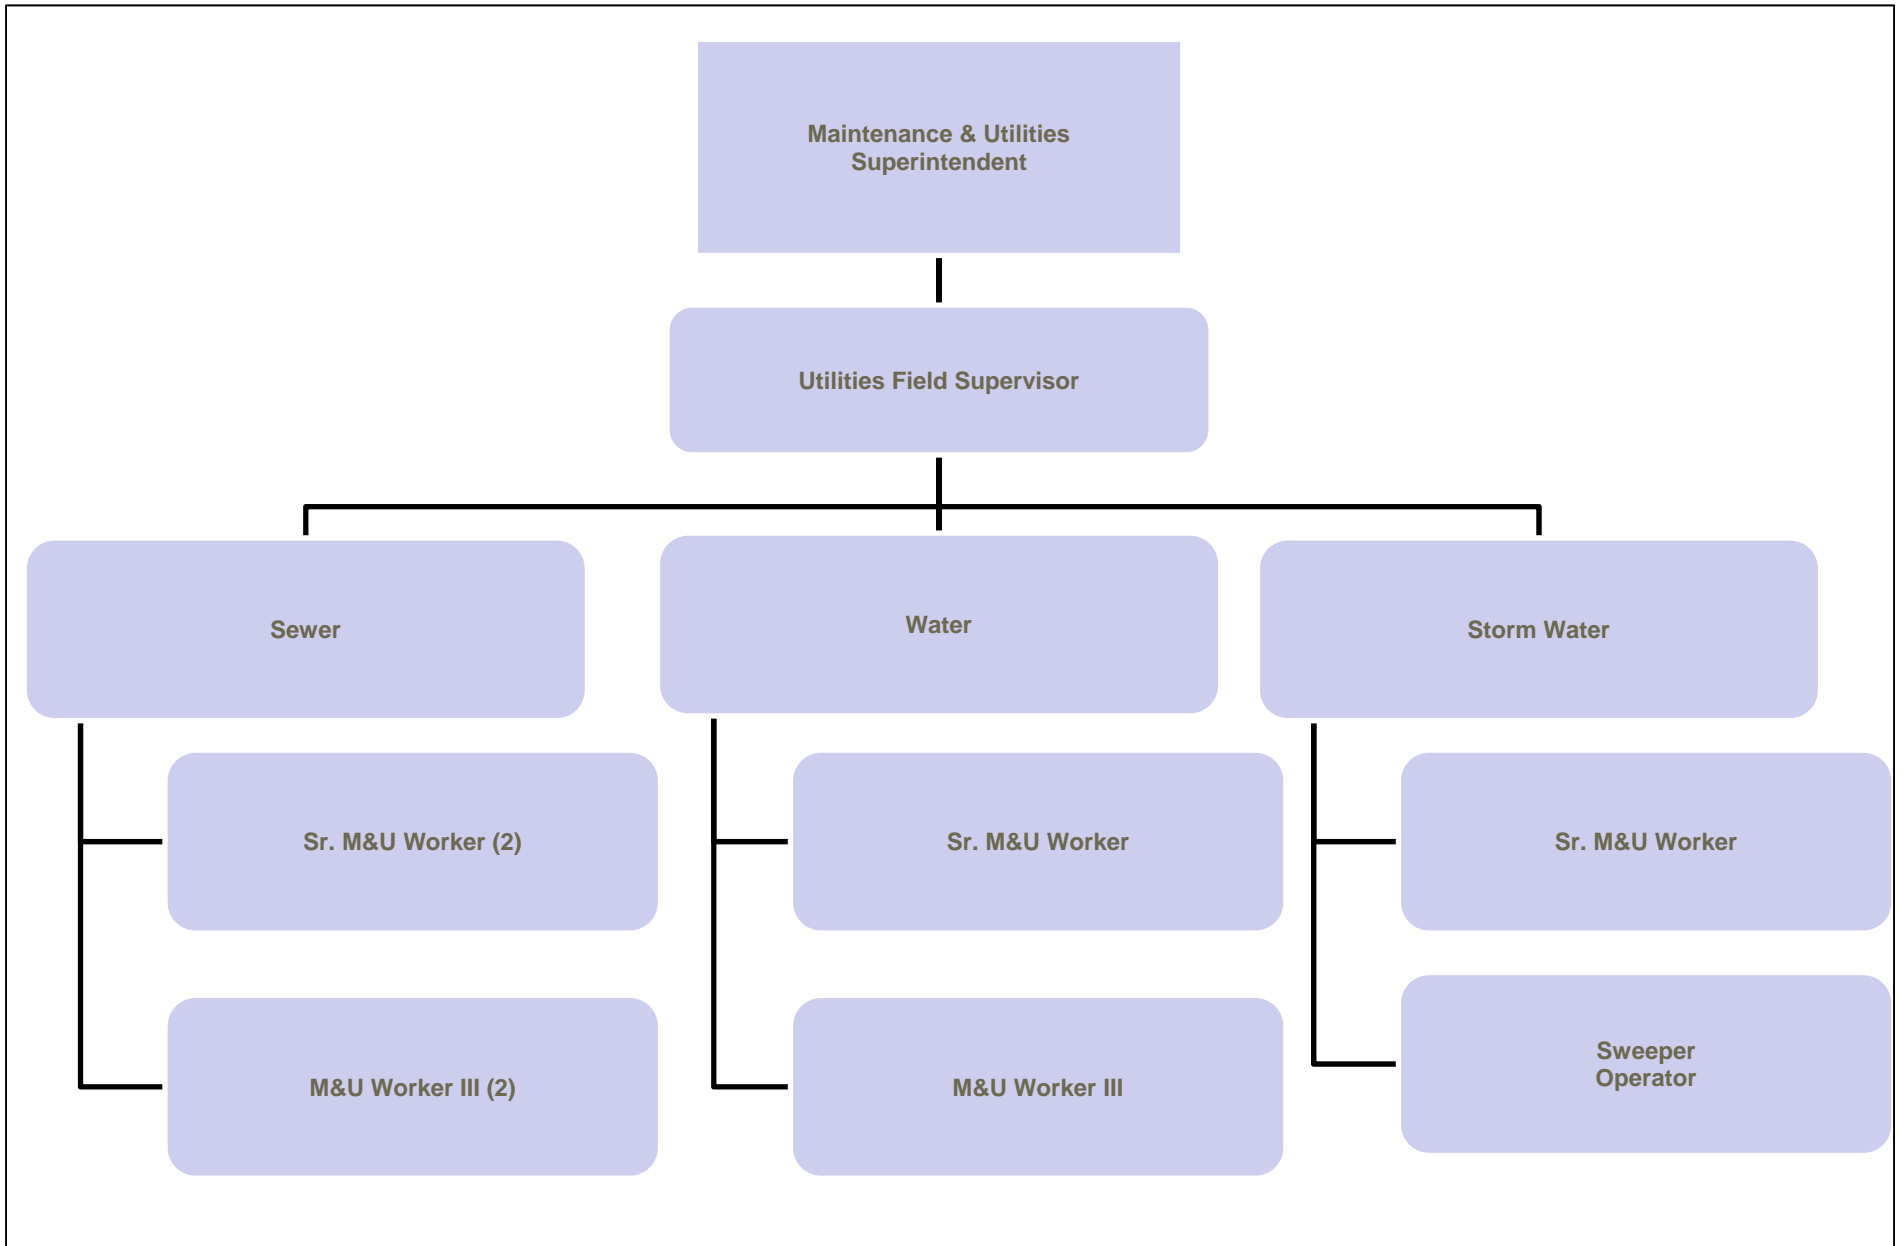 Maintenance & Utilities
Superintendent
Utilities Field Supervisor
Sewer
Water
Storm Water
Sr. M&U Worker (2)
Sr. M&U Worker
Sr. M&U Worker
M&U Worker III (2)
M&U Worker III
Sweeper
Operator